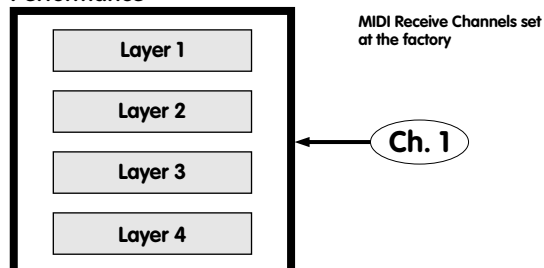 Performance
MIDI Receive Channels set
at the factory
Layer 1
Layer 2
Ch. 1
Layer 3
Layer 4